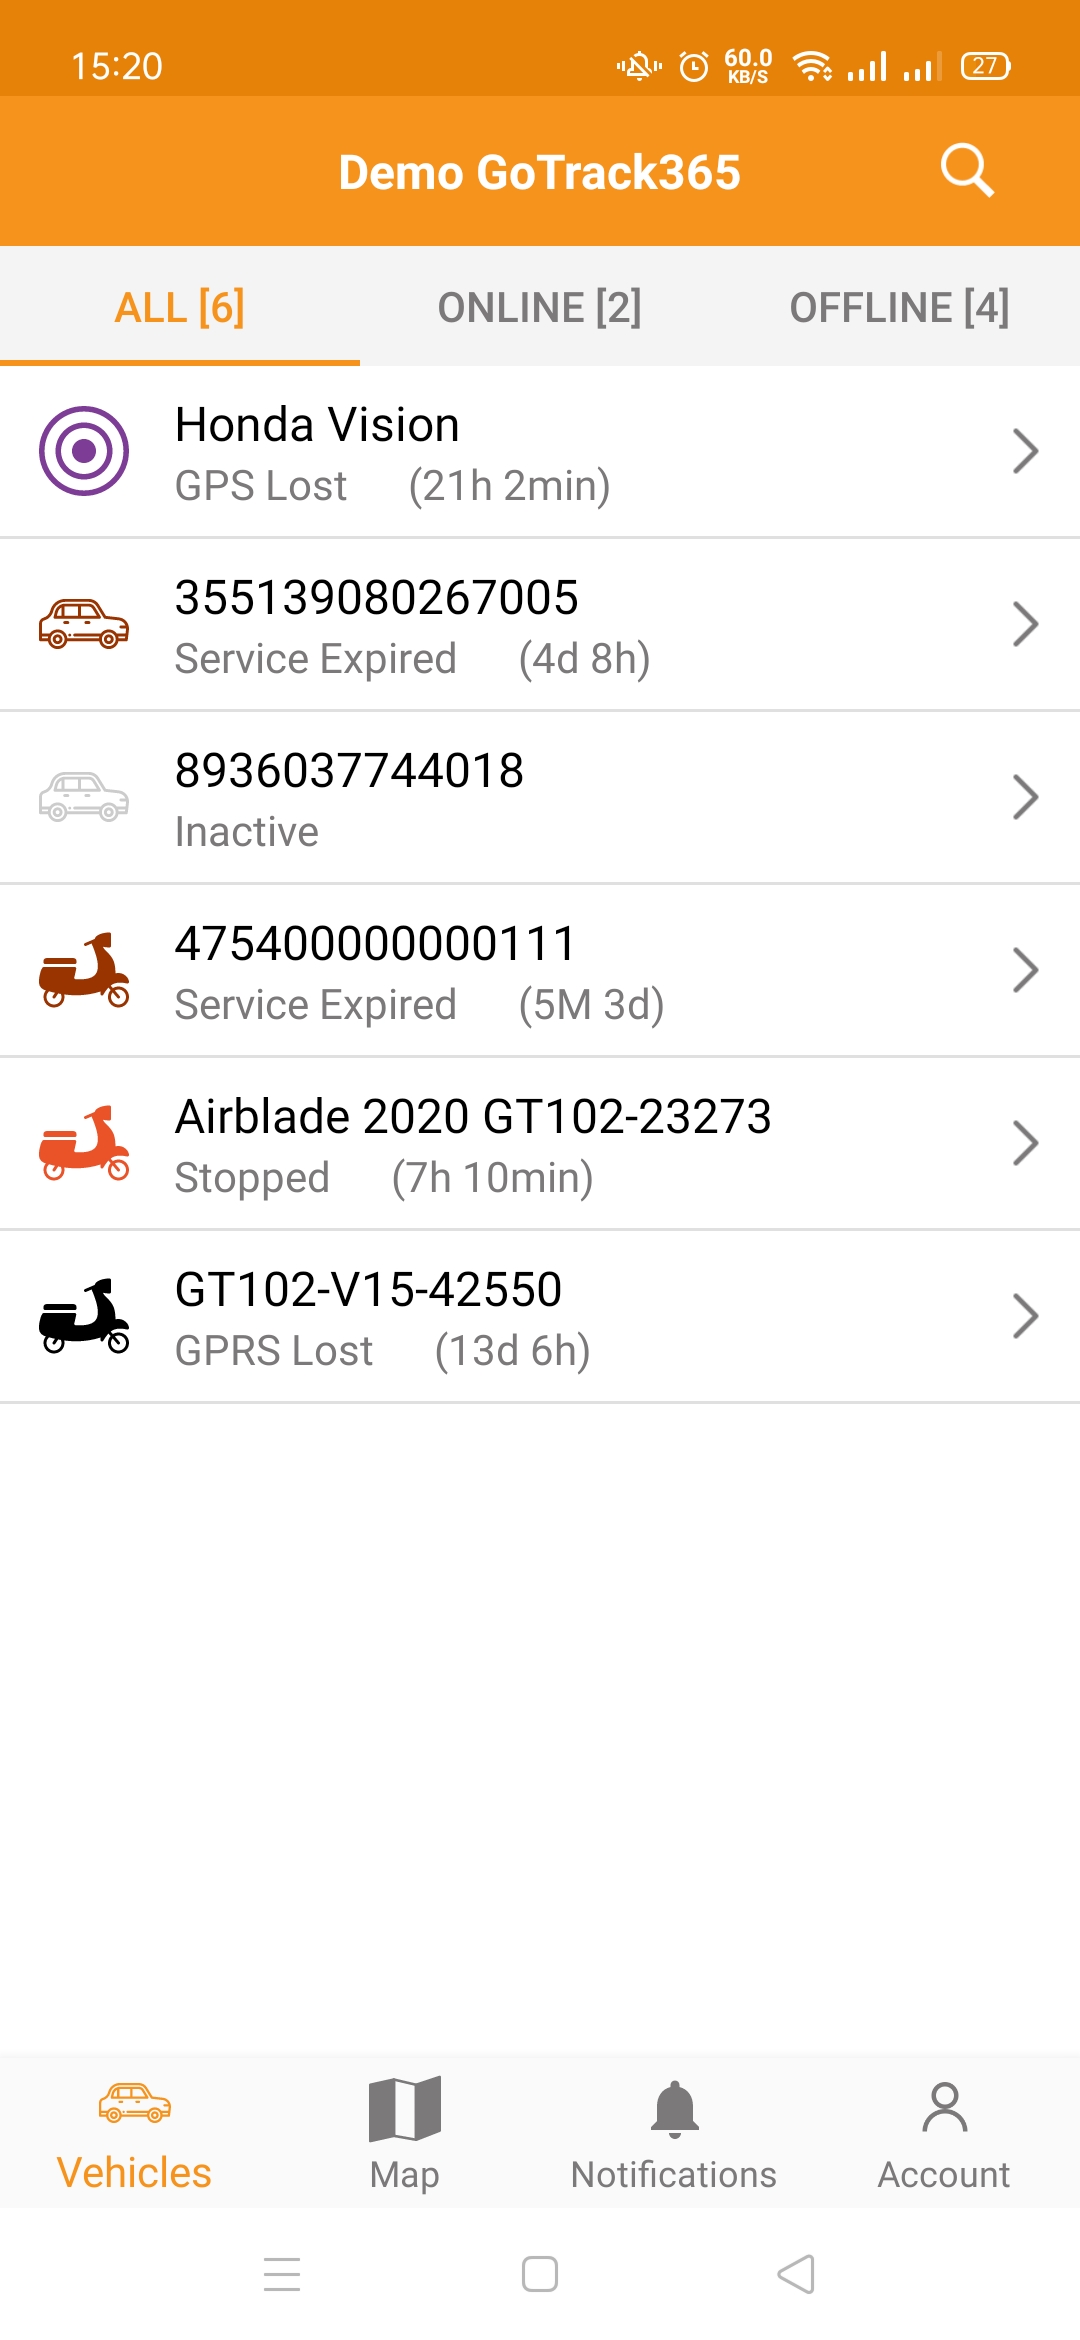 15:20
60.0
KB/S
27
Demo GoTrack365
ALL [6]
ONLINE [2]
OFFLINE [4]
Honda Vision
GPS Lost (21h 2min)
355139080267005
Service Expired (4d 8h)
8936037744018
Inactive
475400000000111
Service Expired (5M 3d)
Airblade 2020 GT102-23273
Stopped (7h 10min)
GT102-V15-42550
GPRS Lost (13d 6h)
Vehicles
Map
Notifications
Account